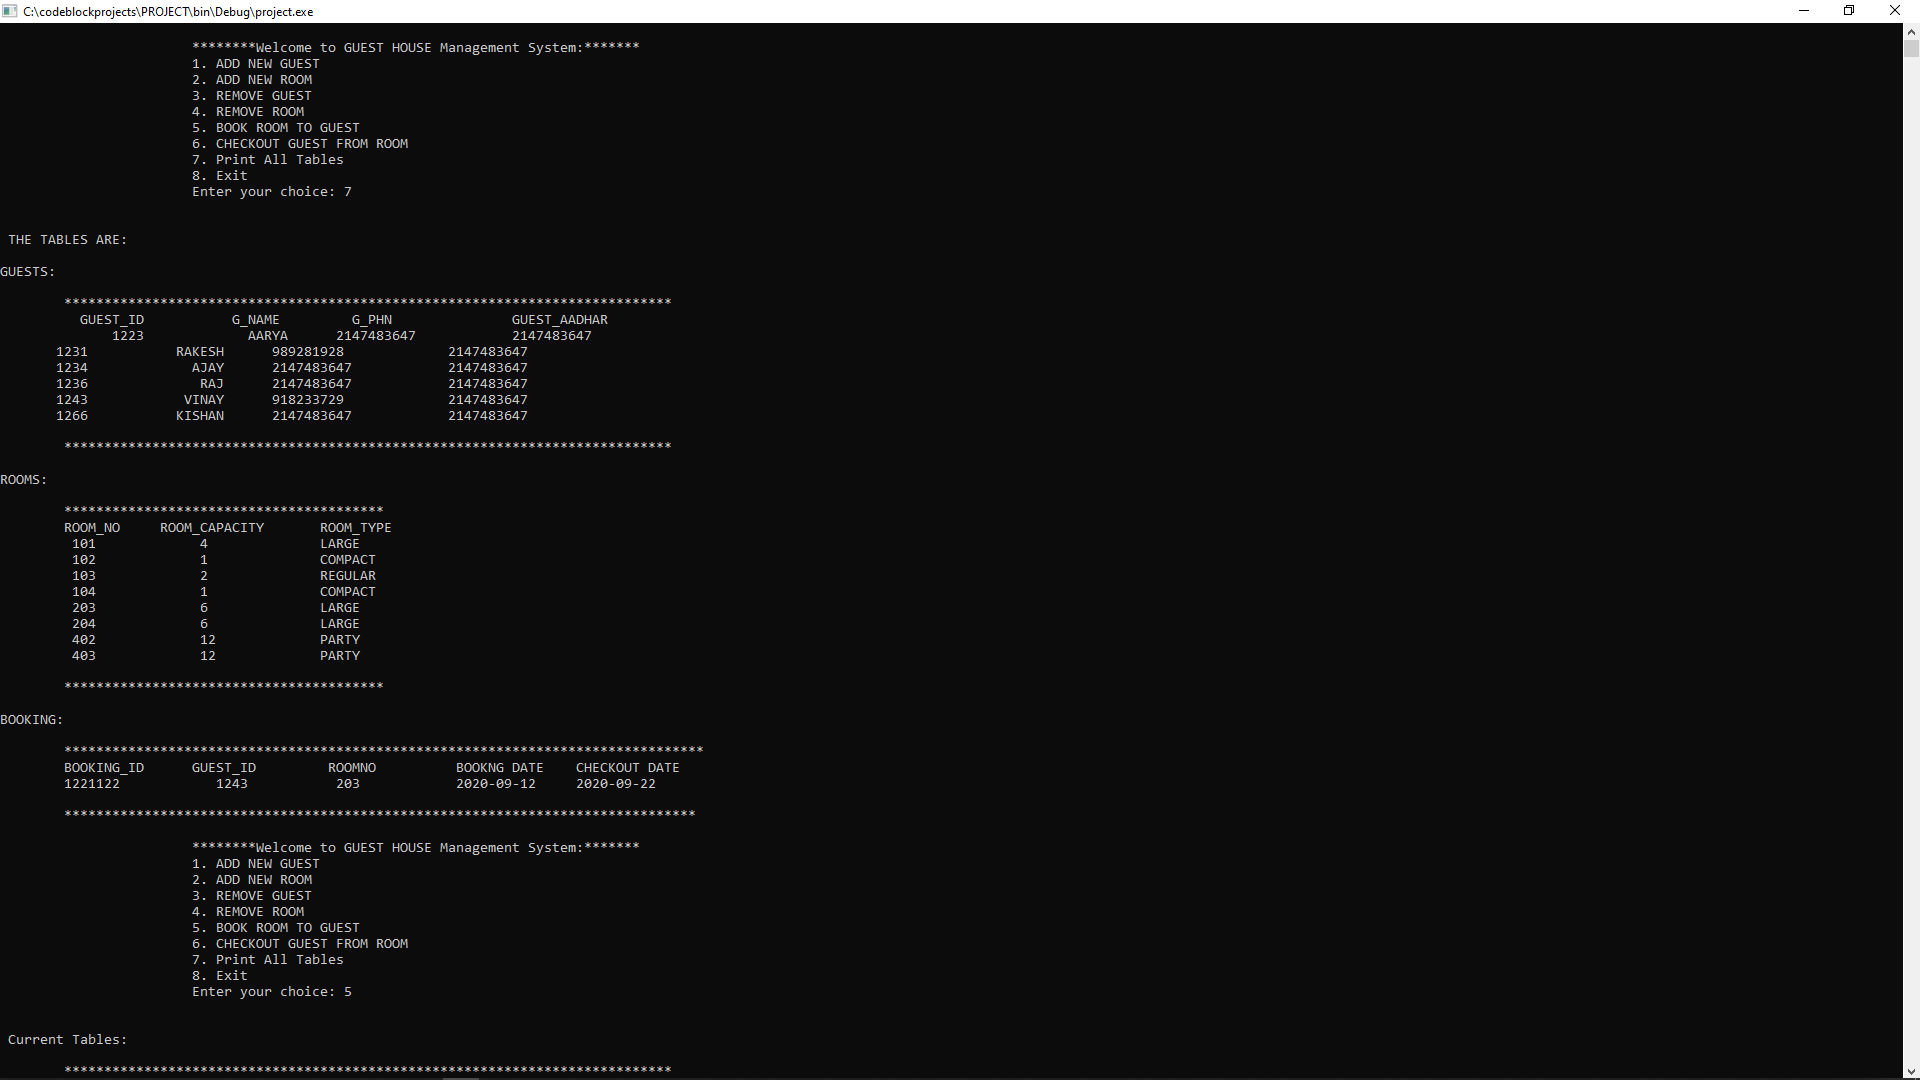 C:\codeblockprojects\PROJECT\bin\Debug\project.exe
********Welcome to GUEST HOUSE Management System:*******
1. ADD NEW GUEST
2. ADD NEW ROOM
3. REMOVE GUEST
4. REMOVE ROOM
5. BOOK ROOM TO GUEST
6. CHECKOUT GUEST FROM ROOM
7. Print All Tables
8. Exit
Enter your choice: 7
THE TABLES ARE:
GUESTS:
****************************************************************************
GUEST_ID G_NAME G_PHN GUEST_AADHAR
1223 AARYA 2147483647 2147483647
1231 RAKESH 989281928 2147483647
1234 AJAY 2147483647 2147483647
1236 RAJ 2147483647 2147483647
1243 VINAY 918233729 2147483647
1266 KISHAN 2147483647 2147483647
****************************************************************************
ROOMS:
****************************************
ROOM_NO ROOM_CAPACITY ROOM_TYPE
101 4 LARGE
102 1 COMPACT
103 2 REGULAR
104 1 COMPACT
203 6 LARGE
204 6 LARGE
402 12 PARTY
403 12 PARTY
****************************************
BOOKING:
********************************************************************************
BOOKING_ID GUEST_ID ROOMNO BOOKNG DATE CHECKOUT DATE
1221122 1243 203 2020-09-12 2020-09-22
*******************************************************************************
********Welcome to GUEST HOUSE Management System:*******
1. ADD NEW GUEST
2. ADD NEW ROOM
3. REMOVE GUEST
4. REMOVE ROOM
5. BOOK ROOM TO GUEST
6. CHECKOUT GUEST FROM ROOM
7. Print All Tables
8. Exit
Enter your choice: 5
Current Tables:
****************************************************************************